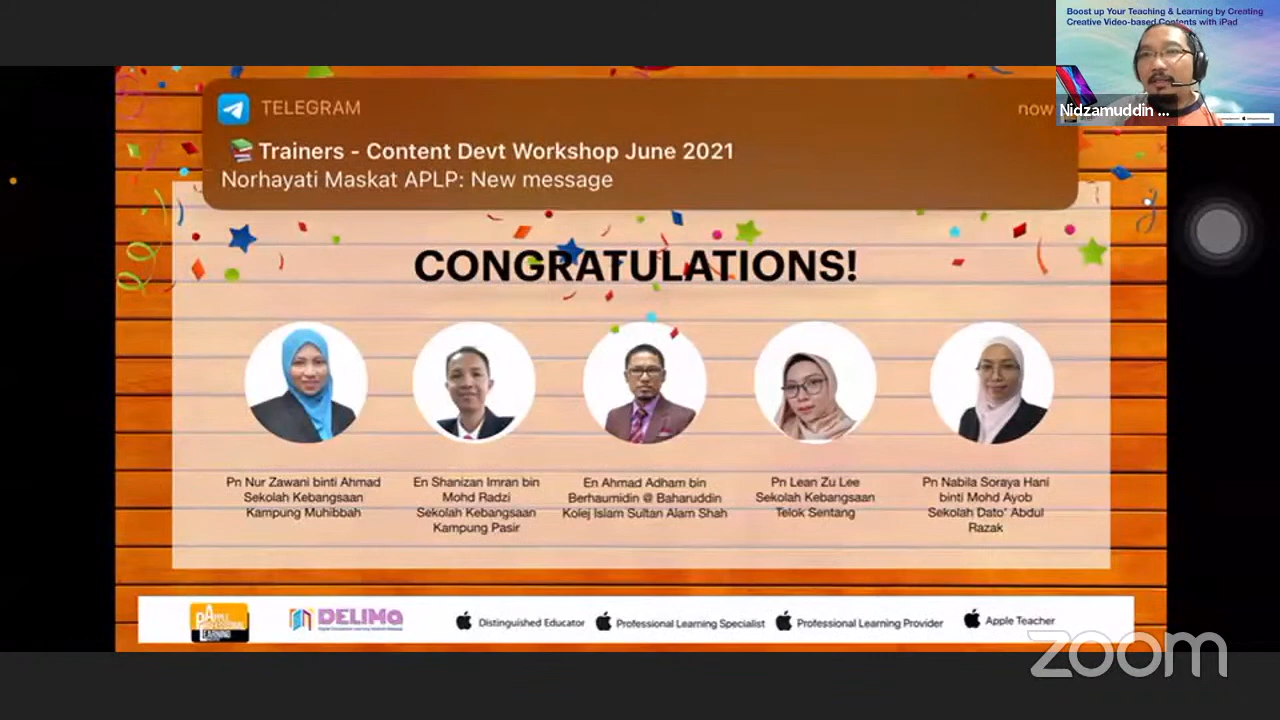 Boost up Your Teaching & Learning by Creating
Creative Video-based Contents with iPad
Nidzamuddin ...
TELEGRAM
now
Trainers - Content Devt Workshop June 2021
Norhayati Maskat APLP: New message
CONGRATULATIONS!
Pn Nur Zawani binti Ahmad
Sekolah Kebangsaan
Kampung Muhibbah
En Shanizan Imran bin
Mohd Radzi
Sekolah Kebangsaan
Kampung Pasir
En Ahmad Adham bin
Berhaumidin @ Baharuddin
Kolej Islam Sultan Alam Shah
Pn Lean Zu Lee
Sekolah Kebangsaan
Telok Sentang
Pn Nabila Soraya Hani
binti Mohd Ayob
Sekolah Dato' Abdul
Razak
DELIMa
Distinguished Educator
Professional Learning Specialist
Professional Learning Provider
Apple Teacher
zoom